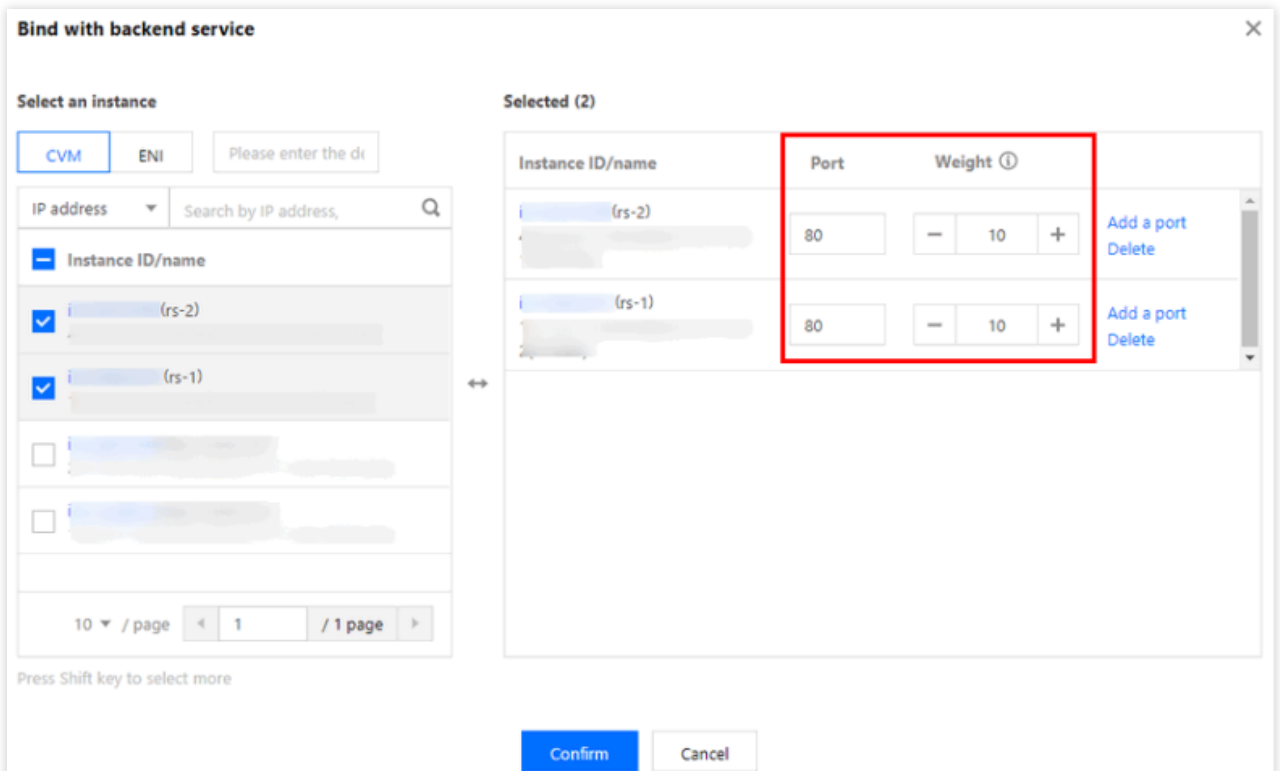 Bind with backend service
Select an instance
CVM ENI Please enter the de
IP address Search by IP address,
Instance ID/name
(rs-2)
(rs-1)
10 / page 1 / 1 page
Press Shift key to select more
Selected (2)
Instance ID/name Port Weight
(rs-2) 80 10 Add a port
Delete
(rs-1) 80 10 Add a port
Delete
Confirm Cancel